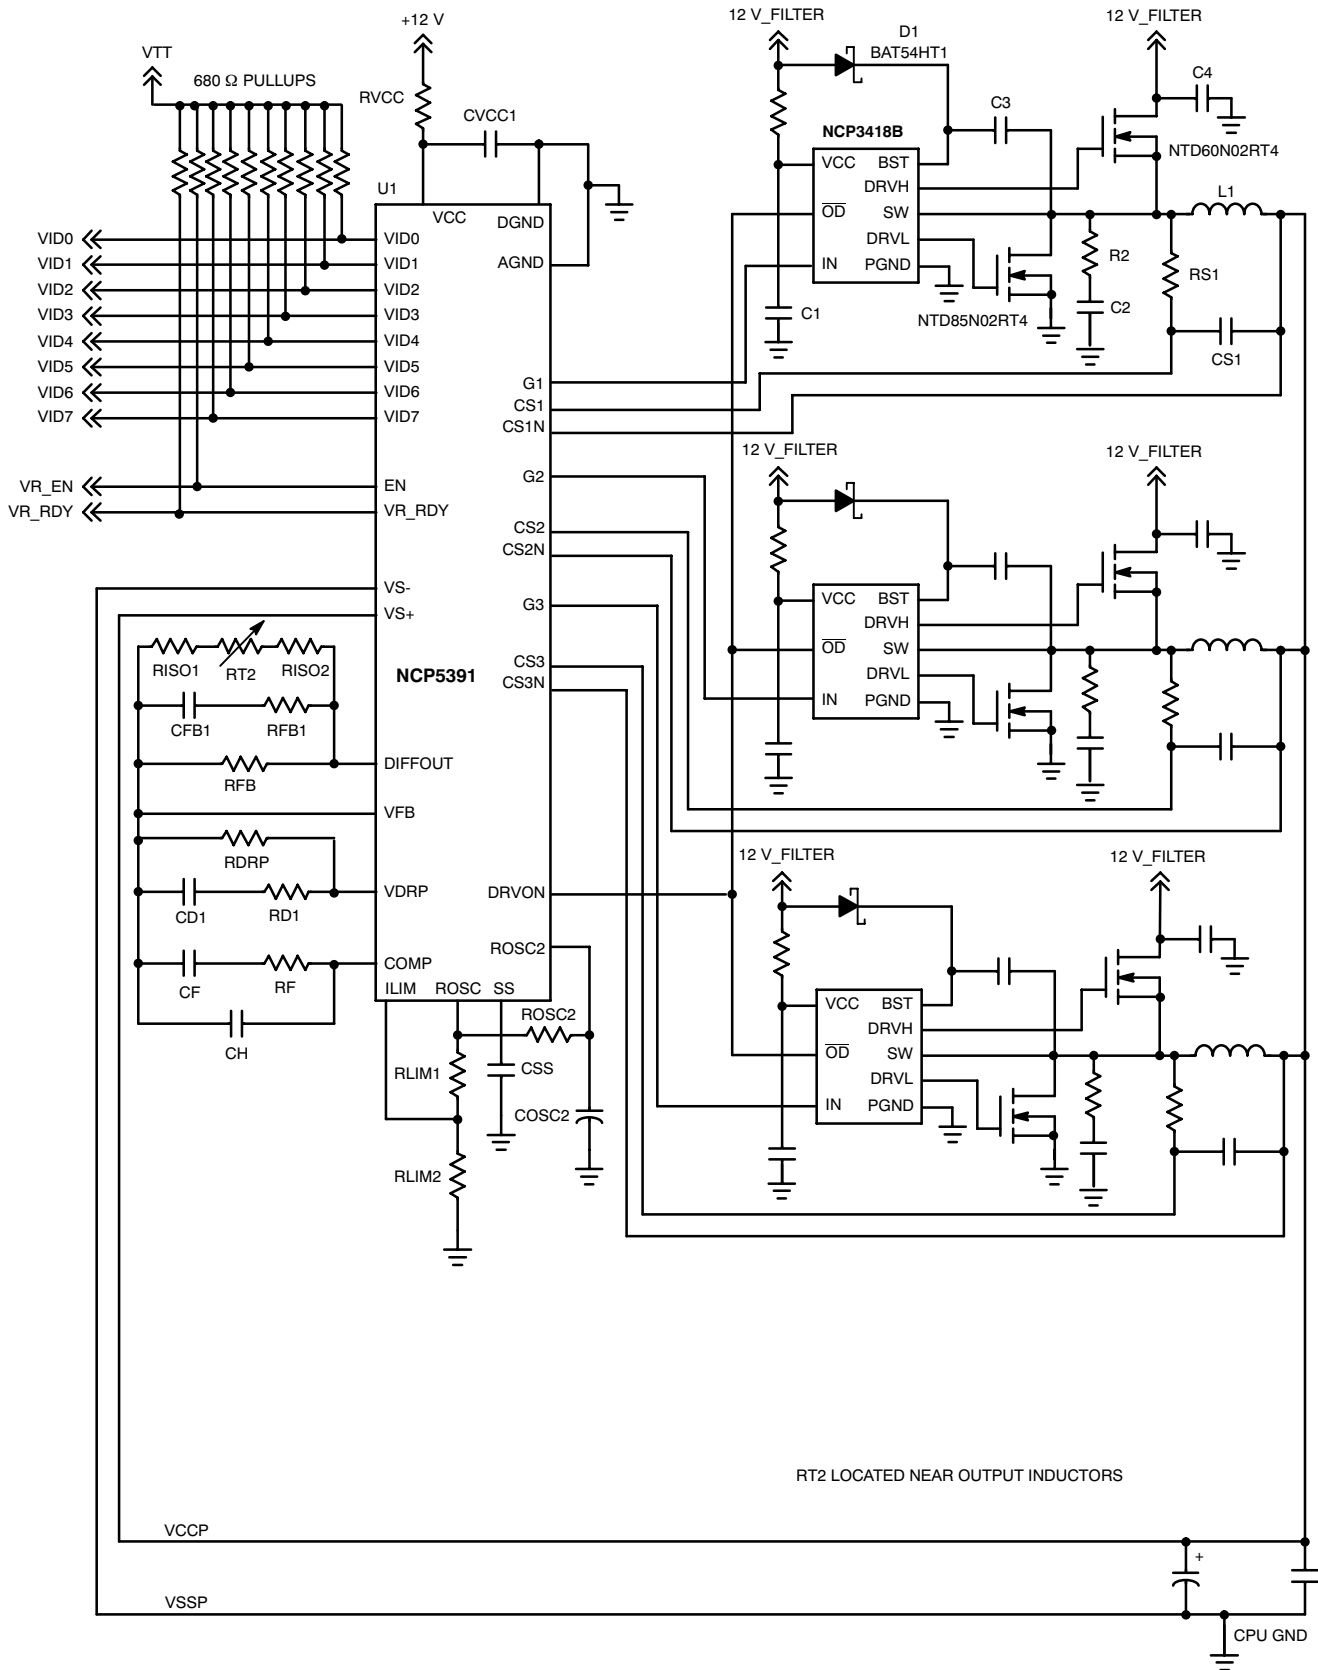 +12 V
12 V_FILTER
12 V_FILTER
D1
BAT54HT1
VTT
680 Ω PULLUPS
RVCC
CVCC1
C3
C4
NCP3418B
NTD60N02RT4
U1
VCC
DGND
AGND
VCC
BST
DRVH
OD
SW
DRVL
IN
PGND
L1
R2
RS1
C1
NTD85N02RT4
C2
CS1
VID0
VID0
VID1
VID1
VID2
VID2
VID3
VID3
VID4
VID4
VID5
VID5
VID6
VID6
VID7
VID7
G1
CS1
CS1N
12 V_FILTER
12 V_FILTER
G2
VR_EN
EN
VR_RDY
VR_RDY
CS2
CS2N
VS-
VS+
G3
VCC
BST
DRVH
OD
SW
DRVL
IN
PGND
RISO1
RT2
RISO2
NCP5391
CS3
CS3N
CFB1
RFB1
DIFFOUT
RFB
VFB
RDRP
12 V_FILTER
12 V_FILTER
VDRP
DRVON
CD1
RD1
ROSC2
COMP
CF
RF
ILIM
ROSC
SS
ROSC2
CH
VCC
BST
DRVH
OD
SW
DRVL
IN
PGND
RLIM1
CSS
COSC2
RLIM2
RT2 LOCATED NEAR OUTPUT INDUCTORS
VCCP
+
VSSP
CPU GND